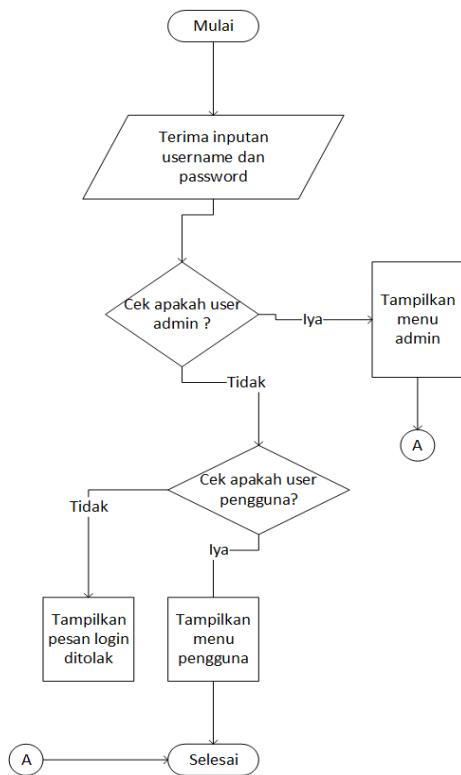 Mulai
Terima inputan
username dan
password
Cek apakah user
admin ?
Iya
Tampilkan
menu
admin
A
Tidak
Cek apakah user
pengguna?
Tidak
Iya
Tampilkan
pesan login
ditolak
Tampilkan
menu
pengguna
A
Selesai